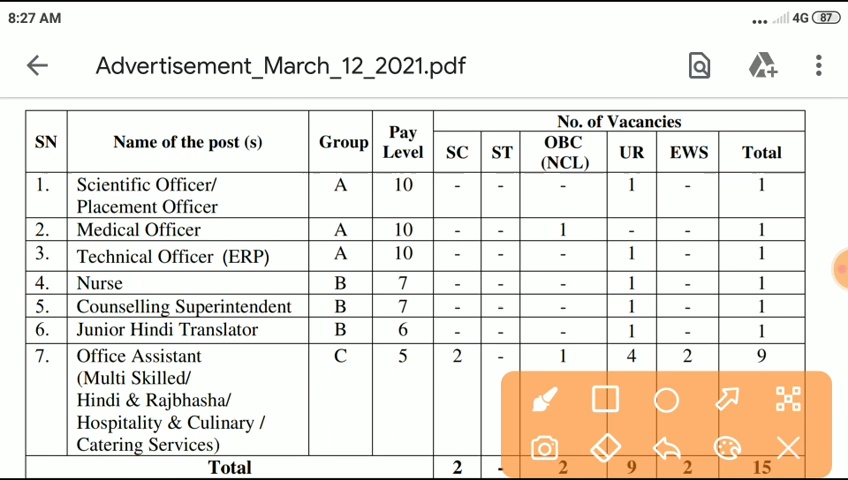 8:27 AM
4G 87
Advertisement_March_12_2021.pdf
SN Name of the post (s) Group Pay Level No. of Vacancies
SC ST OBC (NCL) UR EWS Total
1. Scientific Officer/ A 10 - - - 1 - 1
Placement Officer
2. Medical Officer A 10 - - 1 - - 1
3. Technical Officer (ERP) A 10 - - - 1 - 1
4. Nurse B 7 - - - 1 - 1
5. Counselling Superintendent B 7 - - - 1 - 1
6. Junior Hindi Translator B 6 - - - 1 - 1
7. Office Assistant C 5 2 - 1 4 2 9
(Multi Skilled/
Hindi & Rajbhasha/
Hospitality & Culinary /
Catering Services)
Total 2 - 2 9 2 15